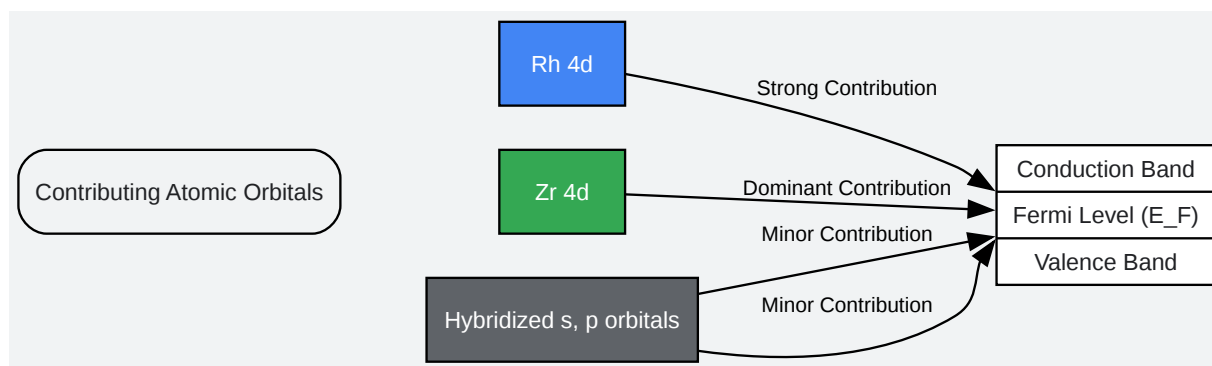 Rh 4d
Strong Contribution
Conduction Band
Contributing Atomic Orbitals
Zr 4d
Dominant Contribution
Fermi Level (E_F)
Minor Contribution
Valence Band
Hybridized s, p orbitals
Minor Contribution